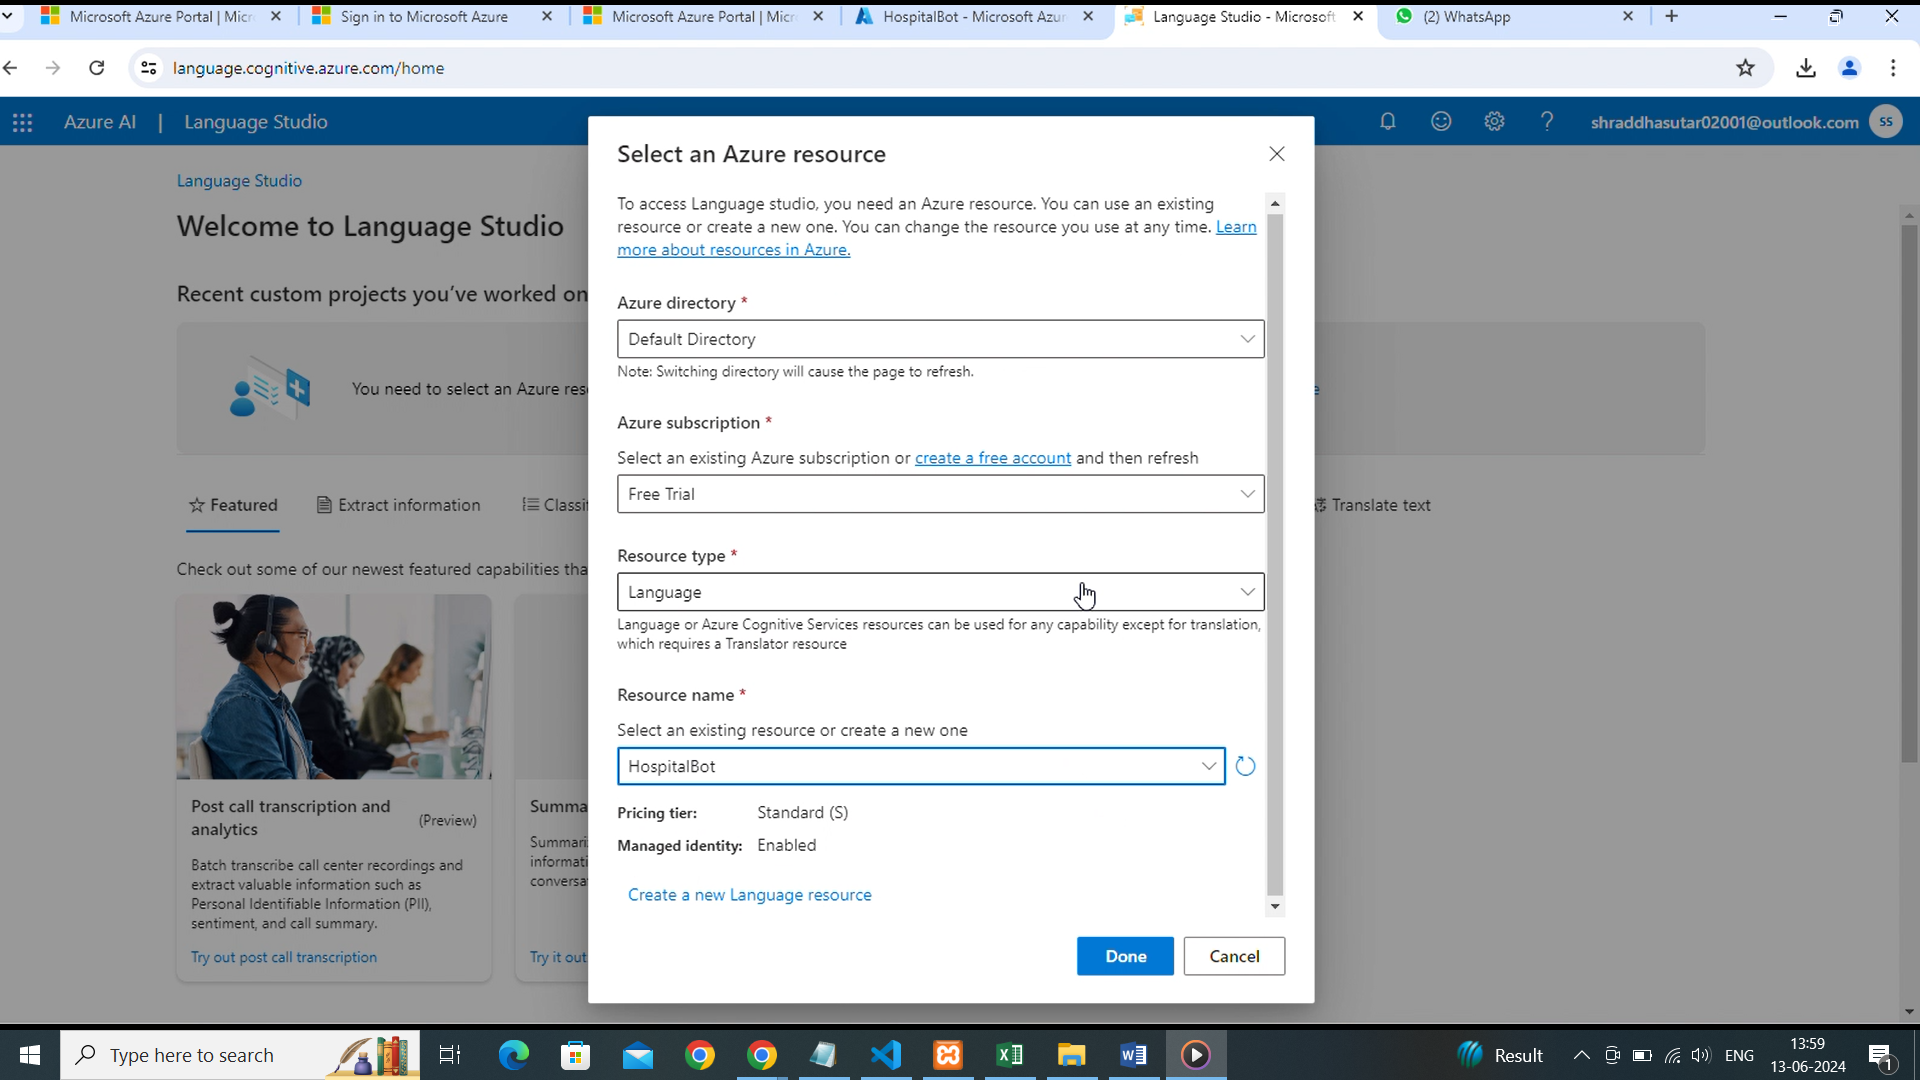 Microsoft Azure Portal | Micr
Sign in to Microsoft Azure
Microsoft Azure Portal | Micr
HospitalBot - Microsoft Azur
Language Studio - Microsoft
(2) WhatsApp
language.cognitive.azure.com/home
Azure AI | Language Studio
shraddhasutar02001@outlook.com SS
Language Studio
Welcome to Language Studio
Recent custom projects you've worked on
You need to select an Azure res
Featured
Extract information
Classif
Translate text
Check out some of our newest featured capabilities tha
Post call transcription and
analytics
(Preview)
Batch transcribe call center recordings and
extract valuable information such as
Personal Identifiable Information (PII),
sentiment, and call summary.
Try out post call transcription
Summa
Summari
informati
conversa
Try it out
Select an Azure resource
To access Language studio, you need an Azure resource. You can use an existing
resource or create a new one. You can change the resource you use at any time. Learn
more about resources in Azure.
Azure directory *
Default Directory
Note: Switching directory will cause the page to refresh.
Azure subscription *
Select an existing Azure subscription or create a free account and then refresh
Free Trial
Resource type *
Language
Language or Azure Cognitive Services resources can be used for any capability except for translation,
which requires a Translator resource
Resource name *
Select an existing resource or create a new one
HospitalBot
Pricing tier: Standard (S)
Managed identity: Enabled
Create a new Language resource
Done
Cancel
Type here to search
Result
ENG
13:59
13-06-2024
1